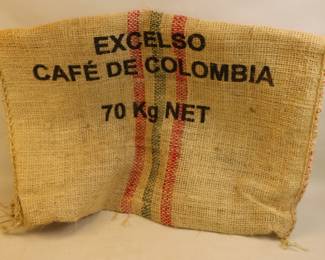 EXCELSO
CAFÉ DE COLOMBIA
70 Kg NET